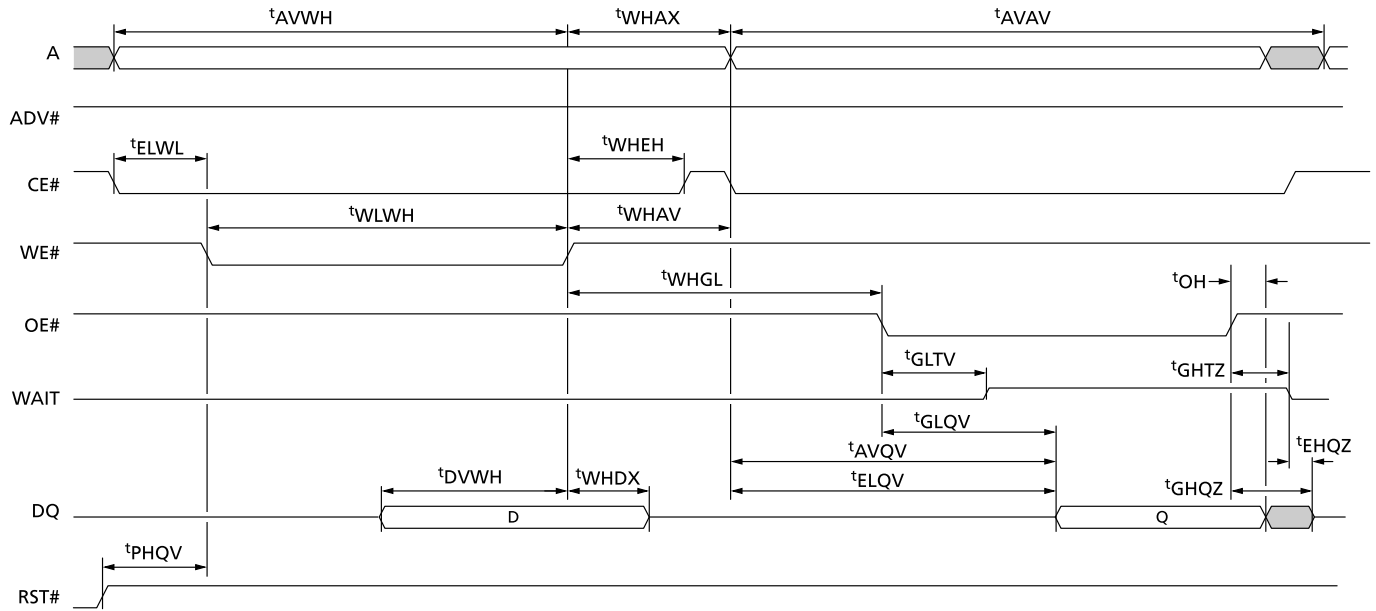 tAVWH tWHAX tAVAV
A
ADV#
tELWL tWHEH
CE#
tWLWH tWHAV
WE#
tWHGL tOH
OE#
tGLTV tGHTZ
WAIT
tGLQV
tEHQZ
tAVQV
tDVWH tWHDX tELQV tGHQZ
DQ D Q
tPHQV
RST#